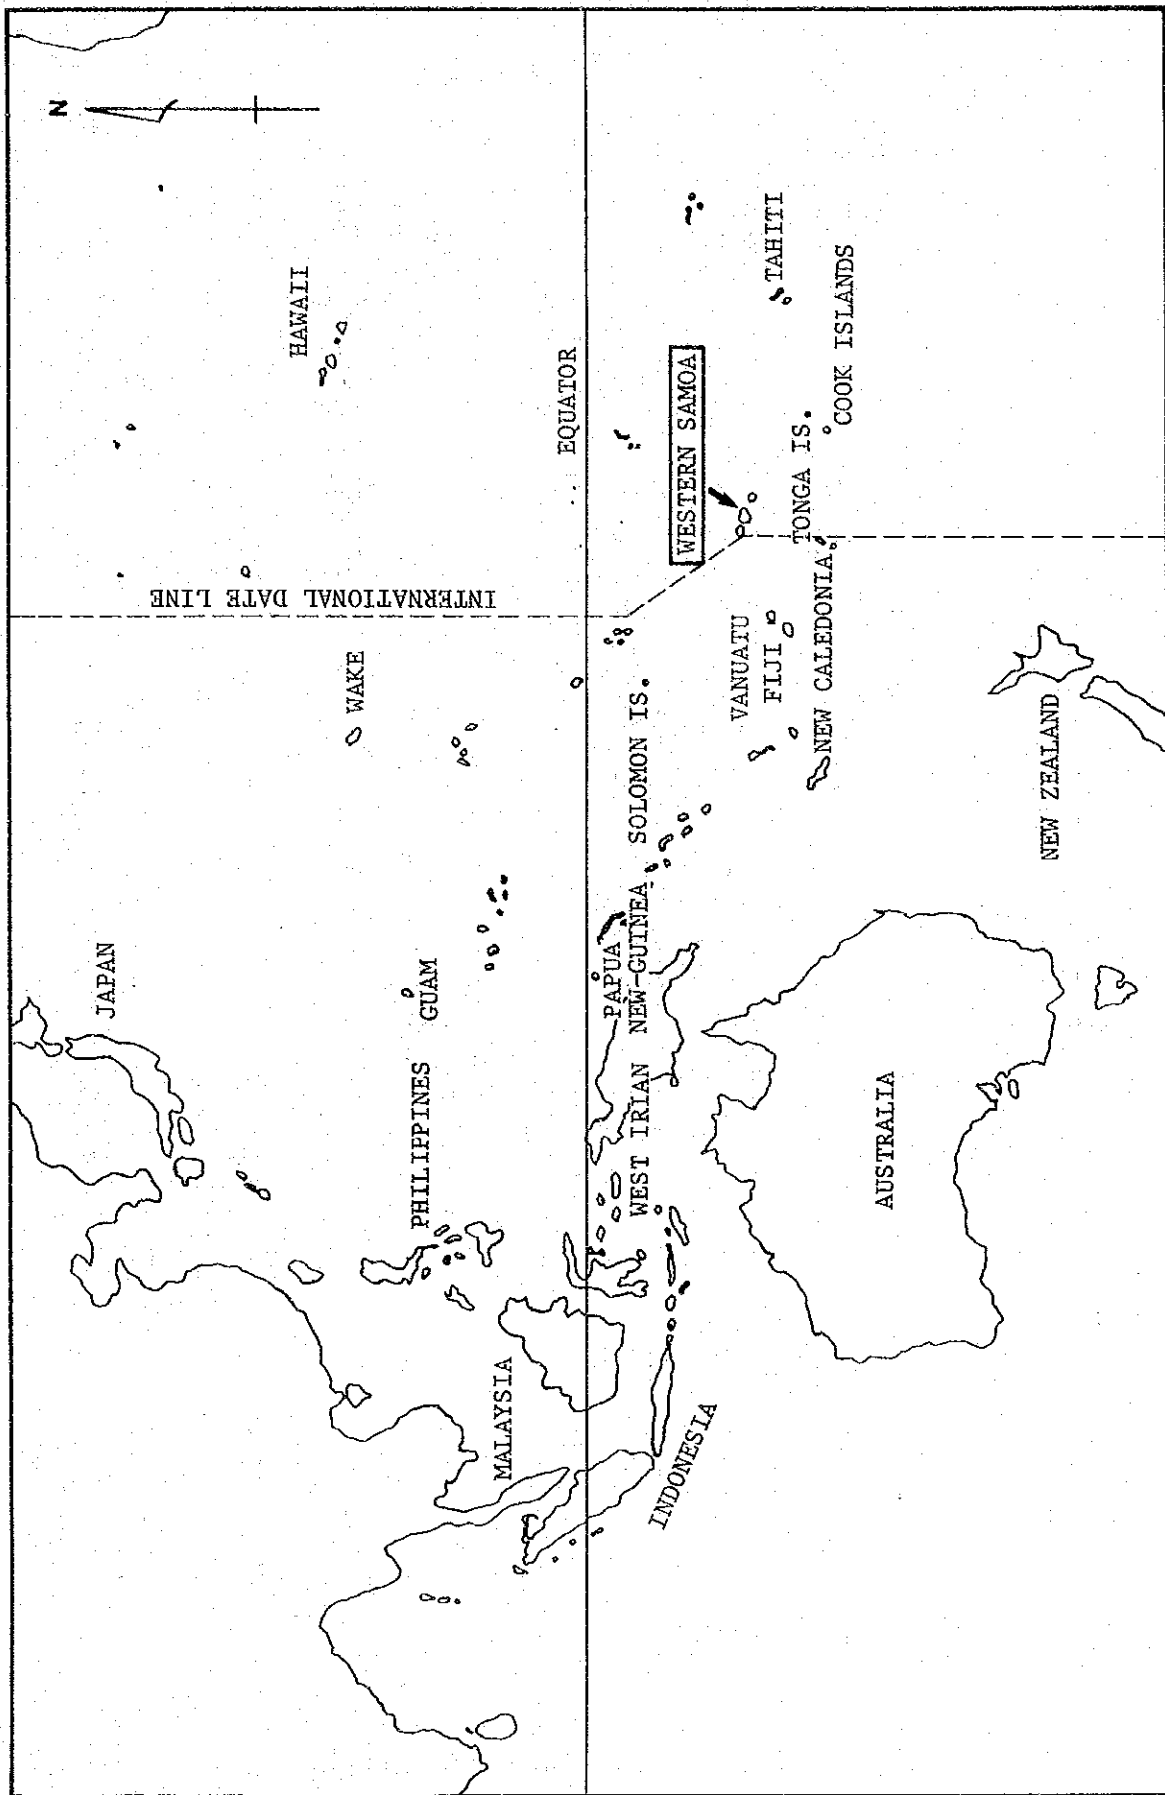 N
JAPAN
HAWAII
INTERNATIONAL DATE LINE
WAKE
GUAM
PHILIPPINES
MALAYSIA
EQUATOR
PAPUA
NEW-GUINEA
WEST IRIAN
SOLOMON IS.
INDONESIA
WESTERN SAMOA
VANUATU
FIJI
TAHITI
TONGA IS.
NEW CALEDONIA
COOK ISLANDS
AUSTRALIA
NEW ZEALAND